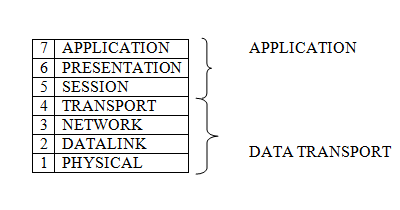 7 APPLICATION
6 PRESENTATION
5 SESSION
4 TRANSPORT
3 NETWORK
2 DATALINK
1 PHYSICAL
APPLICATION
DATA TRANSPORT